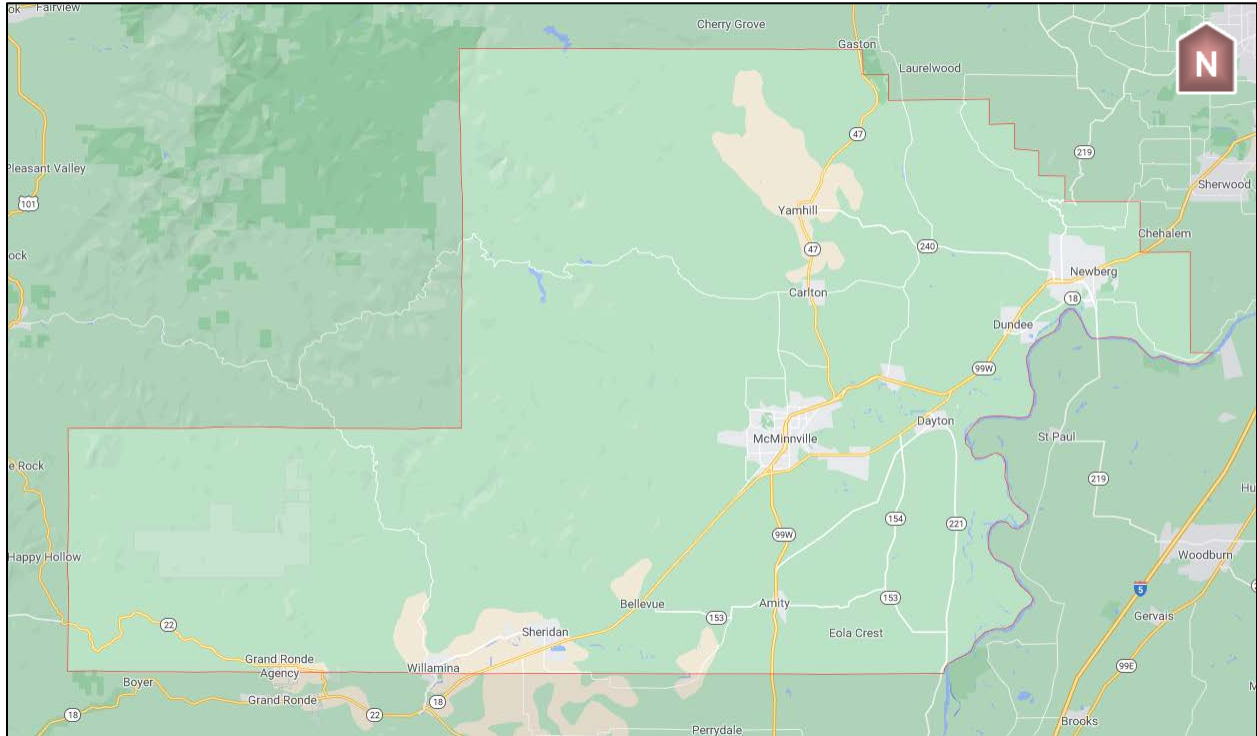 ok
Fairview
Cherry Grove
Gaston
Laurelwood
N
47
219
Pleasant Valley
Sherwood
101
Yamhill
Chehalem
47
240
ock
Newberg
Carlton
18
Dundee
99W
Dayton
McMinnville
St Paul
e Rock
219
154
221
99W
Happy Hollow
Woodburn
5
Bellevue
Amity
153
153
Gervais
22
Sheridan
Eola Crest
Grand Ronde
Agency
Willamina
99E
Boyer
Grand Ronde
18
18
22
Brooks
Perrydale